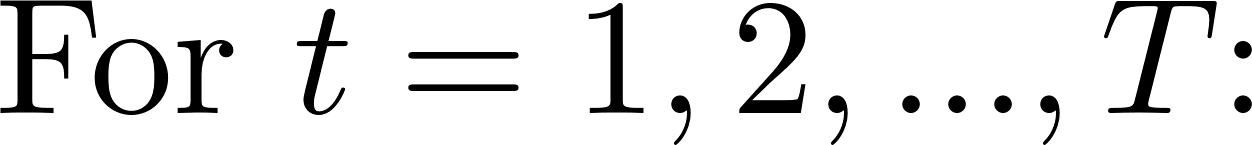 For t = 1, 2, ..., T: